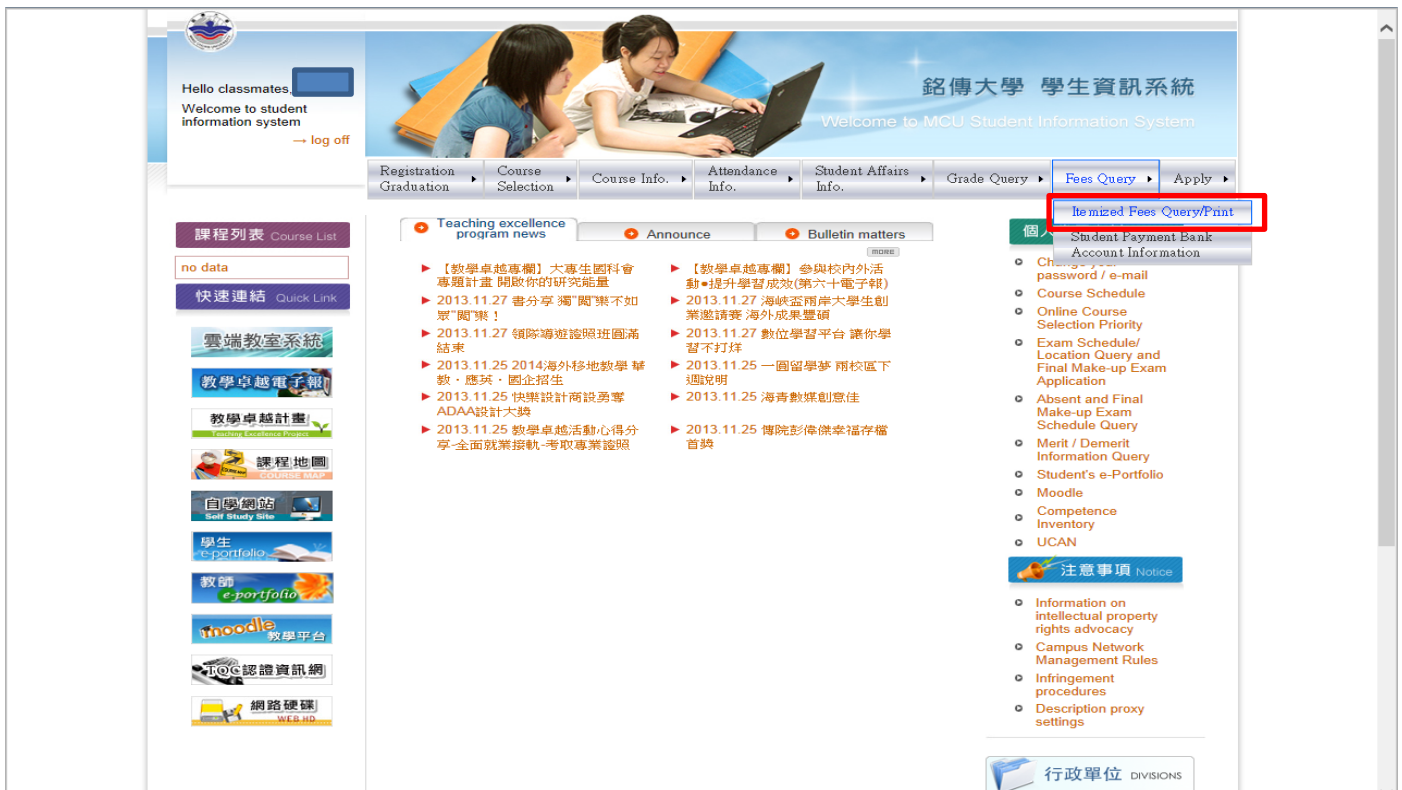 Hello classmates,
Welcome to student
information system
→ log off
銘傳大學 學生資訊系統
Welcome to MCU Student Information System
Registration
Graduation
Course
Selection
Course Info.
Attendance
Info.
Student Affairs
Info.
Grade Query
Fees Query
Apply
Itemized Fees Query/Print
Student Payment Bank
Account Information
課程列表 Course List
no data
快速連結 Quick Link
雲端教室系統
教學卓越電子報
教學卓越計畫
Teaching Excellence Project
課程地圖
COURSE MAP
自學網站
Self Study Site
學生
e-portfolio
教師
e-portfolio
moodle
教學平台
TQC認證資訊網
網路硬碟
WEB HD
Teaching excellence
program news
Announce
Bulletin matters
more
【教學卓越專欄】大專生國科會
專題計畫 開啟你的研究能量
2013.11.27 書分享 獨"閱"樂不如
眾"閱"樂！
2013.11.27 領隊導遊證照班圓滿
結束
2013.11.25 2014海外移地教學 華
教．應英．國企招生
2013.11.25 快樂設計商設勇奪
ADAA設計大獎
2013.11.25 教學卓越活動心得分
享-全面就業接軌-考取專業證照
【教學卓越專欄】參與校內外活
動●提升學習成效(第六十電子報)
2013.11.27 海峽盃兩岸大學生創
業邀請賽 海外成果豐碩
2013.11.27 數位學習平台 讓你學
習不打烊
2013.11.25 一圓留學夢 兩校區下
週說明
2013.11.25 海青數媒創意佳
2013.11.25 傳院彭偉傑幸福存檔
首獎
個人
password / e-mail
Course Schedule
Online Course
Selection Priority
Exam Schedule/
Location Query and
Final Make-up Exam
Application
Absent and Final
Make-up Exam
Schedule Query
Merit / Demerit
Information Query
Student's e-Portfolio
Moodle
Competence
Inventory
UCAN
注意事項 Notice
Information on
intellectual property
rights advocacy
Campus Network
Management Rules
Infringement
procedures
Description proxy
settings
行政單位 DIVISIONS